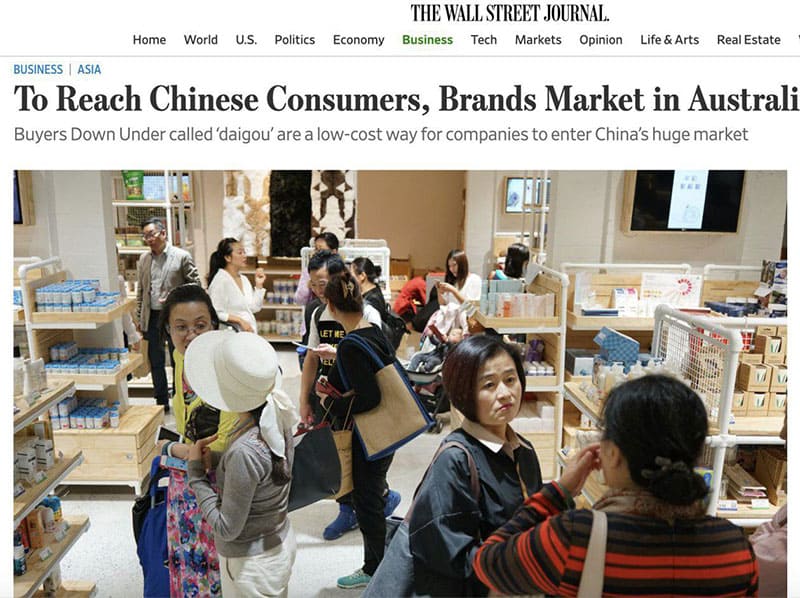 THE WALL STREET JOURNAL.
Home World U.S. Politics Economy Business Tech Markets Opinion Life & Arts Real Estate
BUSINESS | ASIA
To Reach Chinese Consumers, Brands Market in Australi
Buyers Down Under called ‘daigou’ are a low-cost way for companies to enter China’s huge market
LET ME